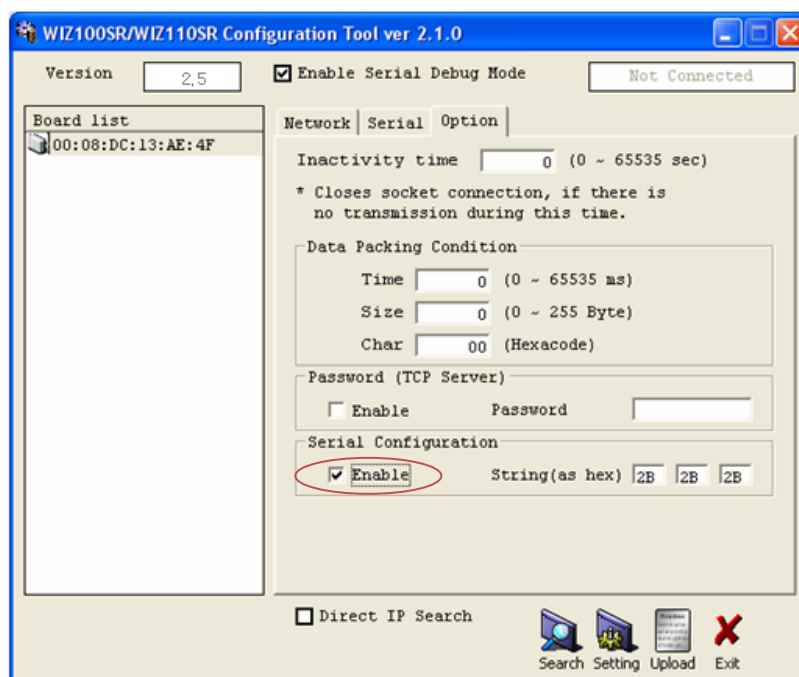 WIZ100SR/WIZ110SR Configuration Tool ver 2.1.0
Version 2,5 Enable Serial Debug Mode Not Connected
Board list
00:08:DC:13:AE:4F
Network Serial Option
Inactivity time 0 (0 ~ 65535 sec)
* Closes socket connection, if there is
no transmission during this time.
Data Packing Condition
Time 0 (0 ~ 65535 ms)
Size 0 (0 ~ 255 Byte)
Char 00 (Hexacode)
Password (TCP Server)
Enable Password
Serial Configuration
Enable String(as hex) 2B 2B 2B
Direct IP Search
Search Setting Upload Exit